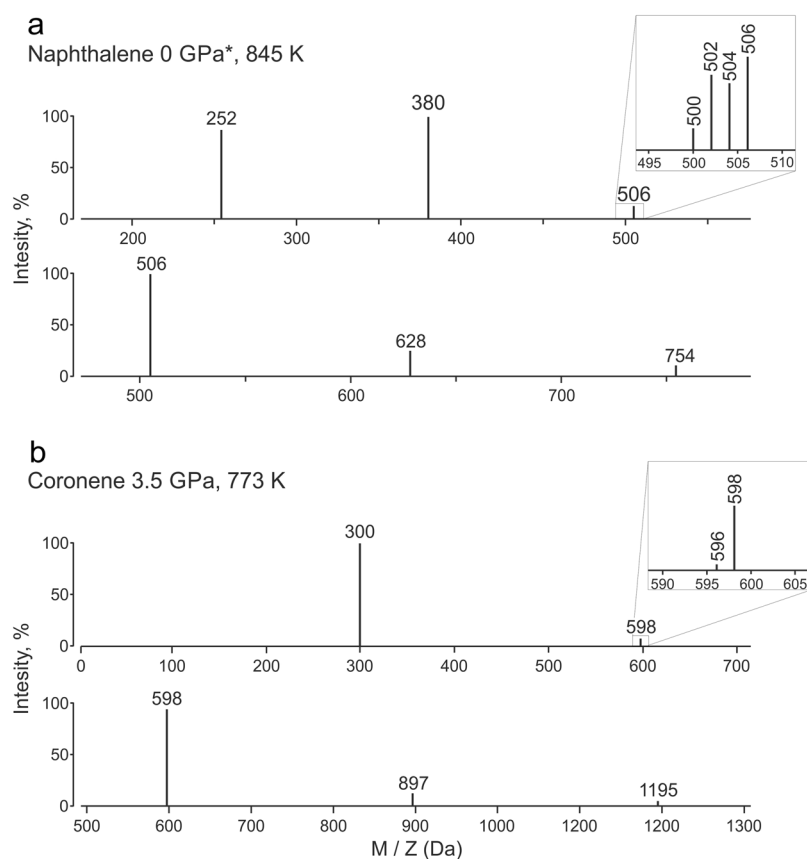 a
Naphthalene 0 GPa*, 845 K
500 502 504 506
495 500 505 510
252 380 506
100
50
0
200 300 400 500
Intesity, %
506 628 754
100
50
0
500 600 700
b
Coronene 3.5 GPa, 773 K
596 598
590 595 600 605
300 598
100
50
0
0 100 200 300 400 500 600 700
Intesity, %
598 897 1195
100
50
0
500 600 700 800 900 1000 1200 1200 1300
M / Z (Da)